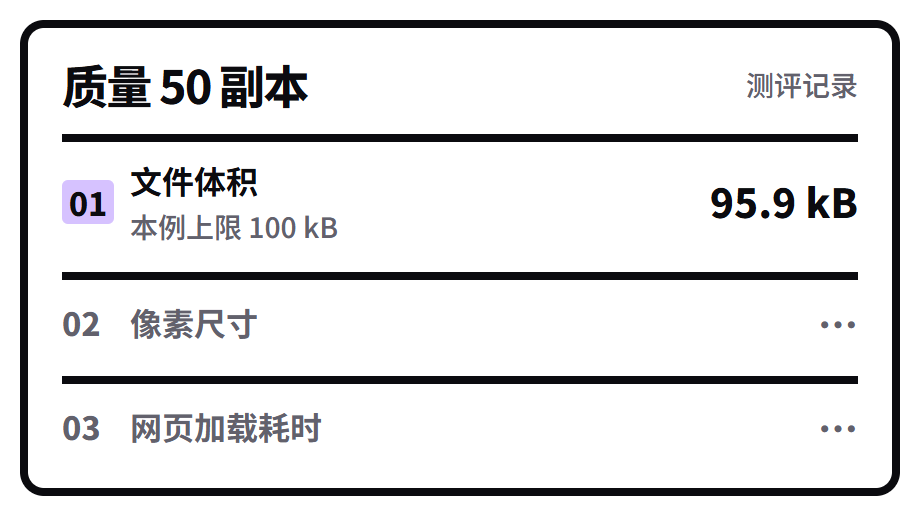 质量 50 副本
测评记录
01
文件体积
本例上限 100 kB
95.9 kB
02 像素尺寸 ···
03 网页加载耗时 ···